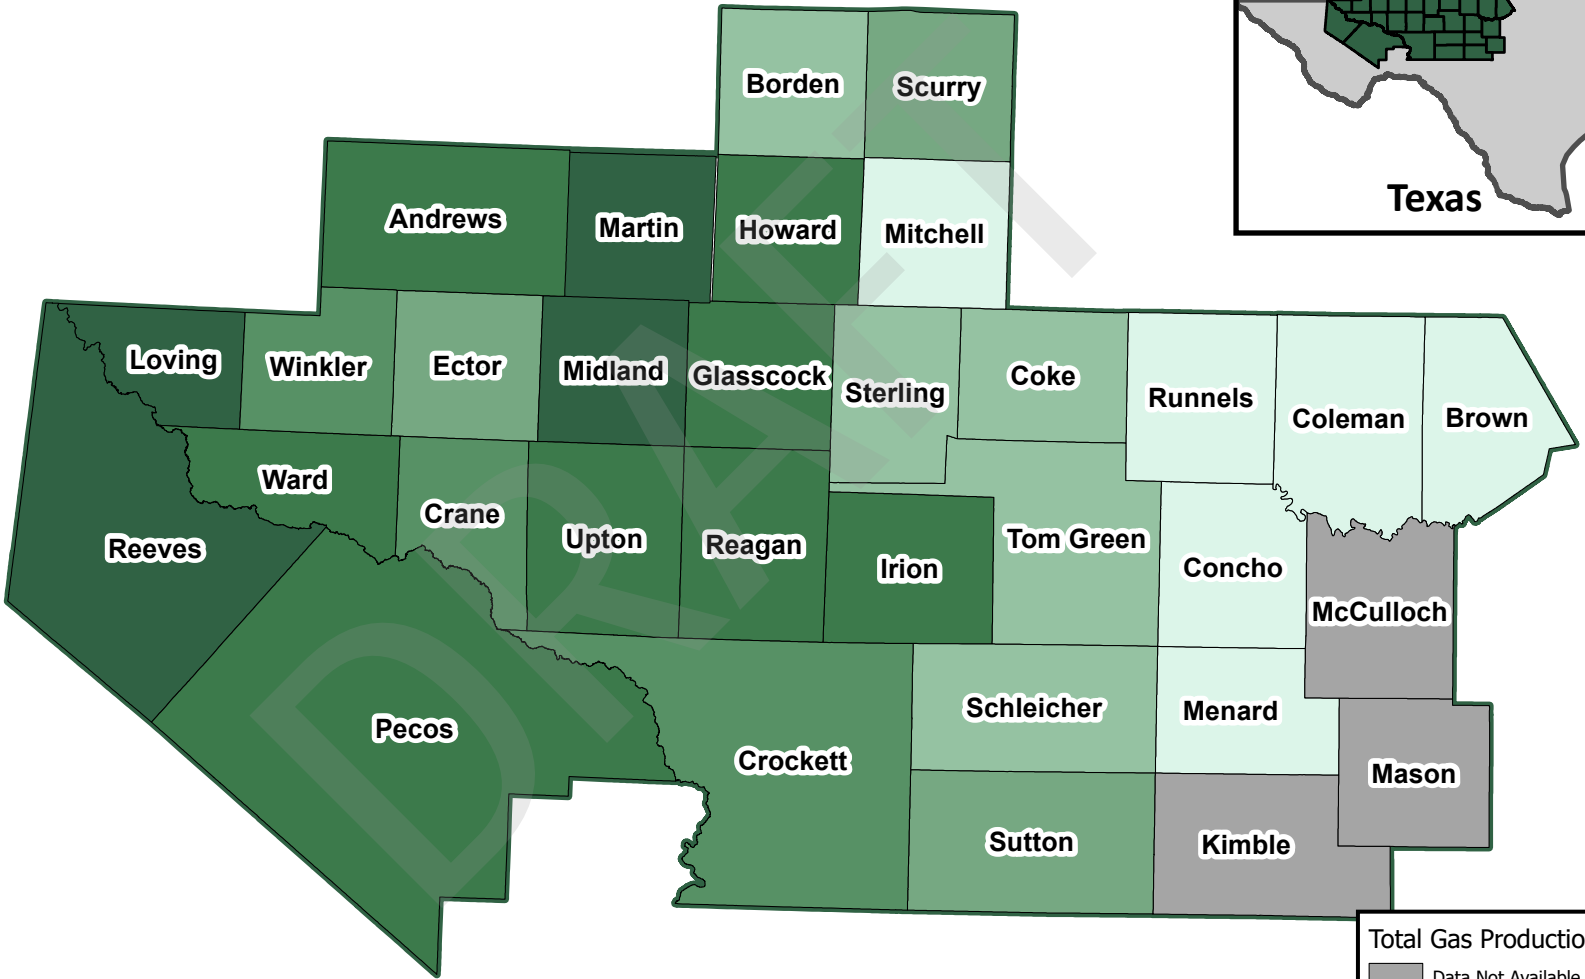 Borden
Scurry
Texas
Andrews
Martin
Howard
Mitchell
Loving
Winkler
Ector
Midland
Glasscock
Sterling
Coke
Runnels
Coleman
Brown
Ward
Crane
Reeves
Upton
Reagan
Irion
Tom Green
Concho
McCulloch
Pecos
Crockett
Schleicher
Menard
Mason
Sutton
Kimble
DRAFT
Total Gas Productio
Data Not Available